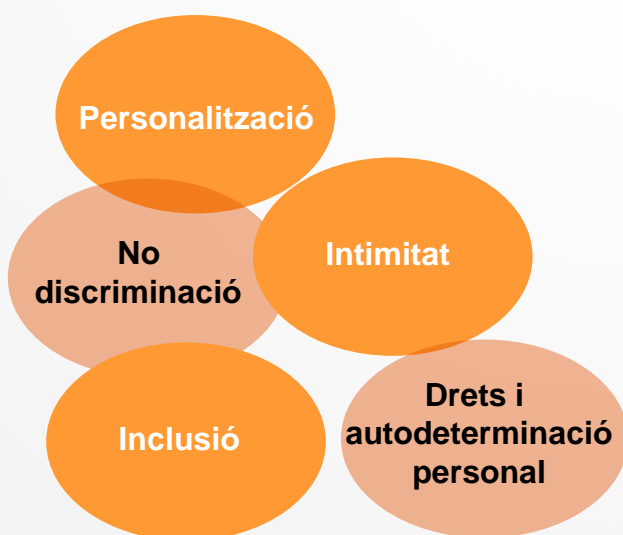 Personalització
No
discriminació
Intimitat
Inclusió
Drets i
autodeterminació
personal